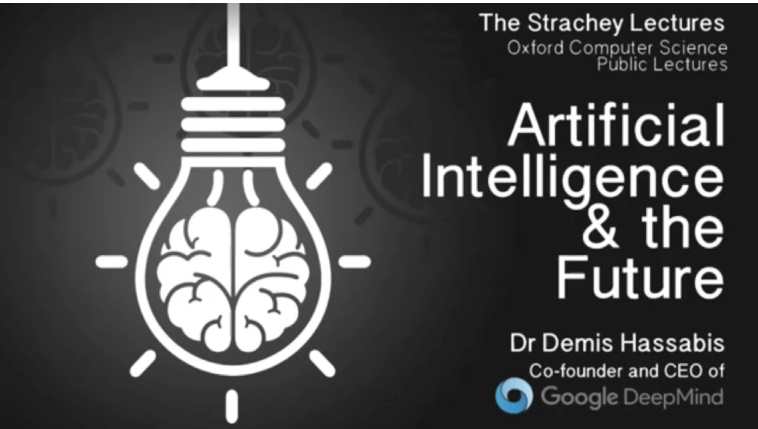 The Strachey Lectures
Oxford Computer Science
Public Lectures
Artificial
Intelligence
& the
Future
Dr Demis Hassabis
Co-founder and CEO of
Google DeepMind